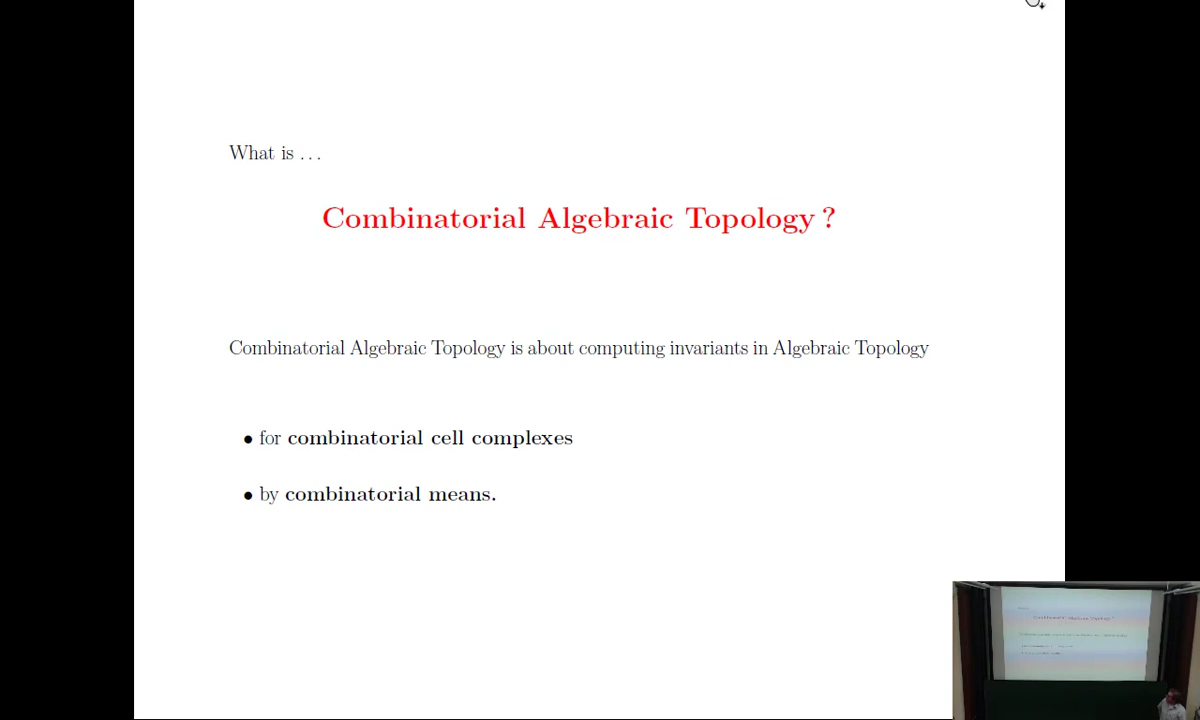 What is ...
Combinatorial Algebraic Topology ?
Combinatorial Algebraic Topology is about computing invariants in Algebraic Topology
• for combinatorial cell complexes
• by combinatorial means.